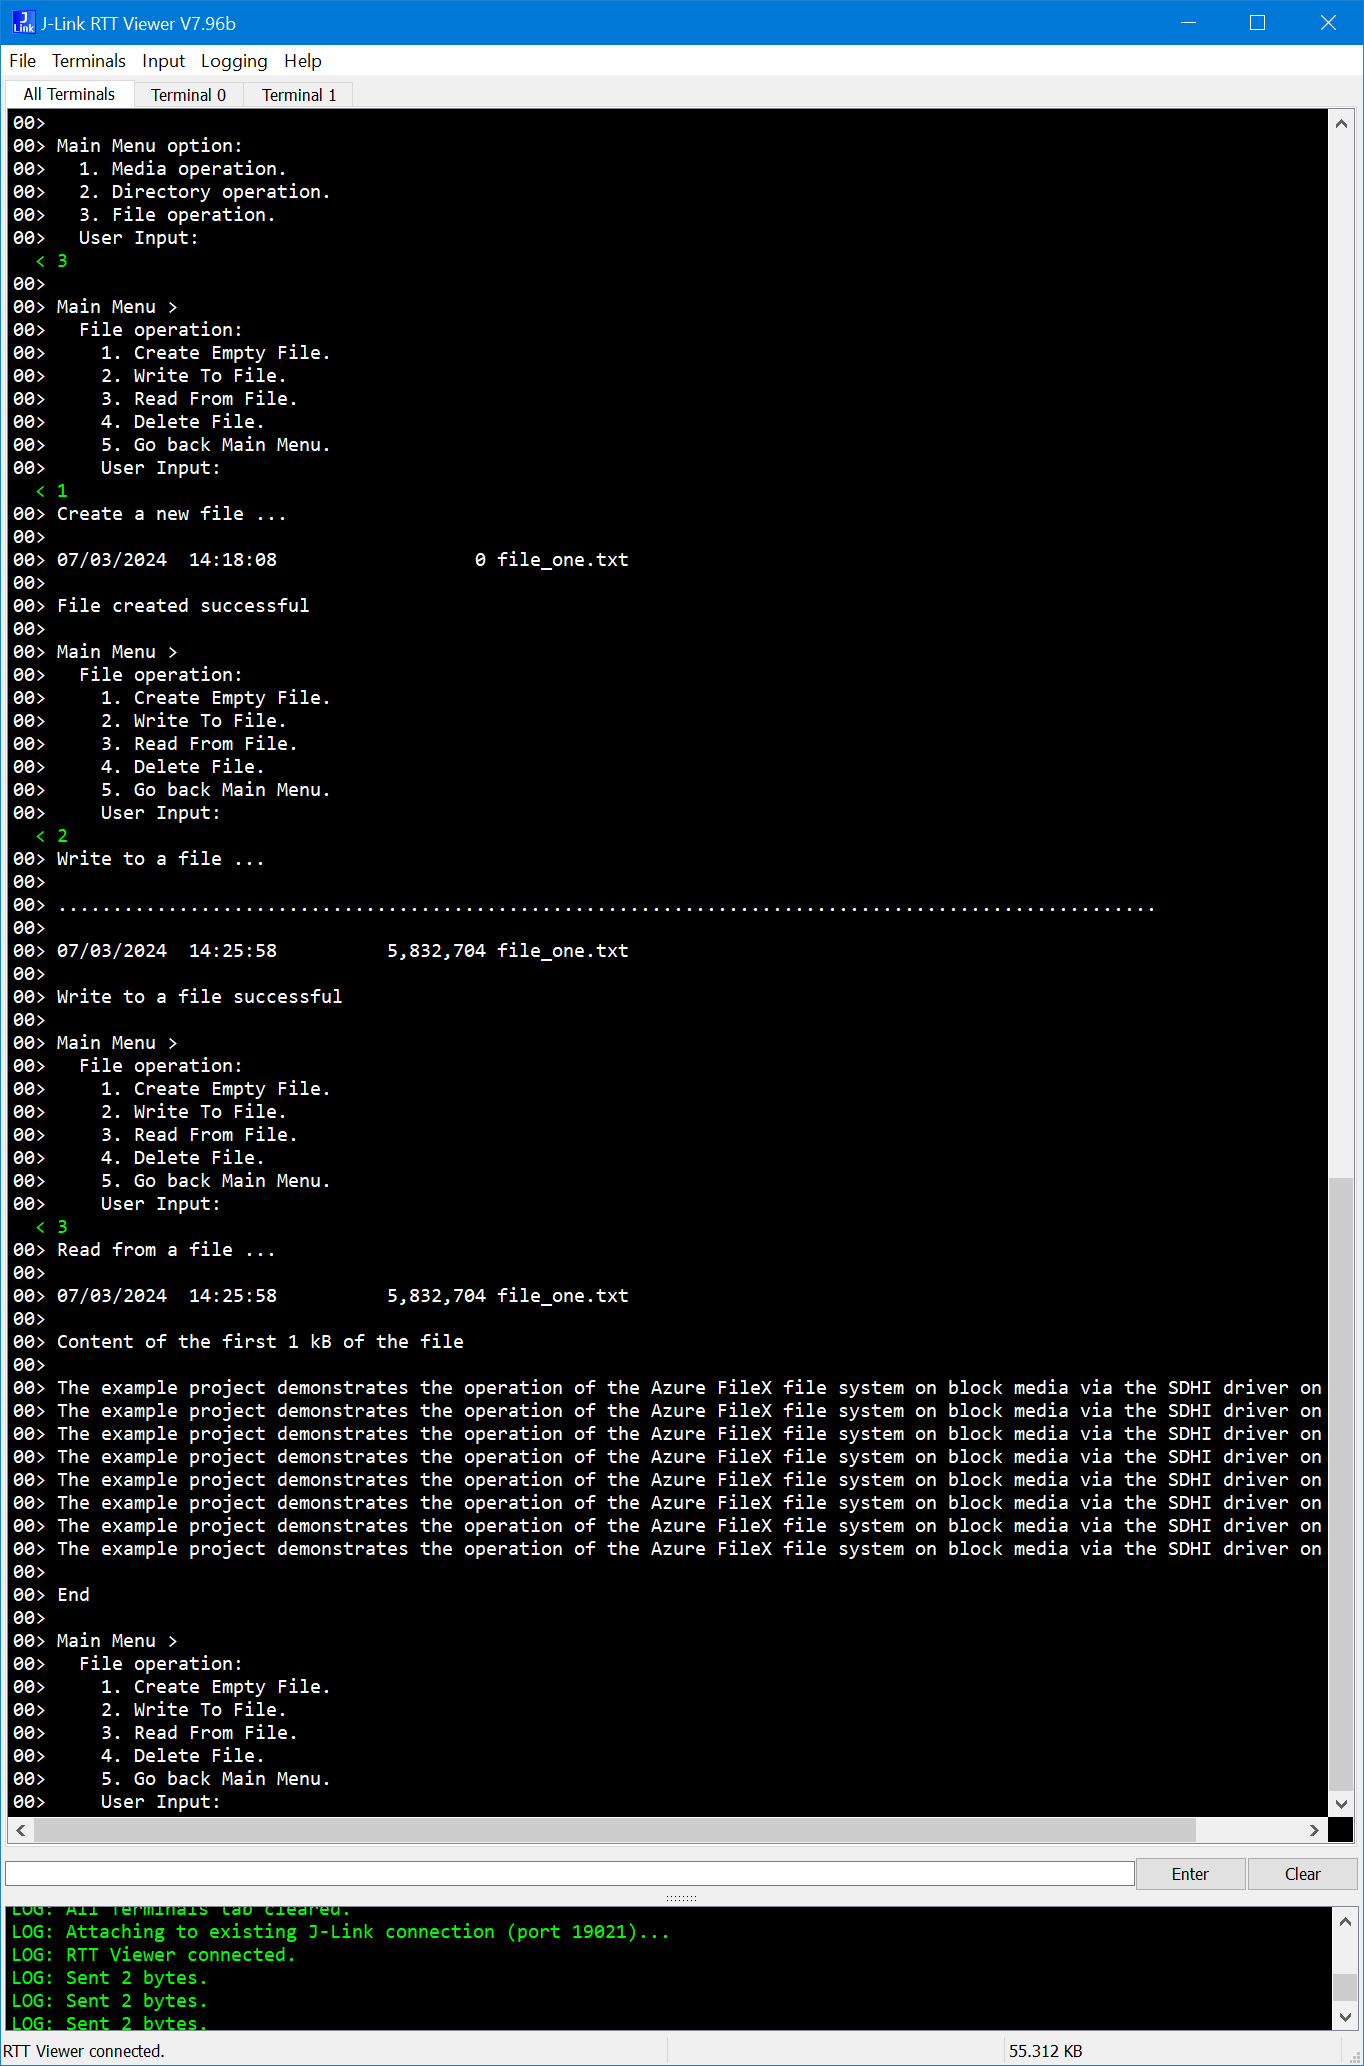 J-Link RTT Viewer V7.96b
File Terminals Input Logging Help
All Terminals Terminal 0 Terminal 1
00>
00> Main Menu option:
00>   1. Media operation.
00>   2. Directory operation.
00>   3. File operation.
00>   User Input:
  < 3
00>
00> Main Menu >
00>   File operation:
00>     1. Create Empty File.
00>     2. Write To File.
00>     3. Read From File.
00>     4. Delete File.
00>     5. Go back Main Menu.
00>     User Input:
  < 1
00> Create a new file ...
00>
00> 07/03/2024  14:18:08                  0 file_one.txt
00>
00> File created successful
00>
00> Main Menu >
00>   File operation:
00>     1. Create Empty File.
00>     2. Write To File.
00>     3. Read From File.
00>     4. Delete File.
00>     5. Go back Main Menu.
00>     User Input:
  < 2
00> Write to a file ...
00>
00> ....................................................................................................
00>
00> 07/03/2024  14:25:58          5,832,704 file_one.txt
00>
00> Write to a file successful
00>
00> Main Menu >
00>   File operation:
00>     1. Create Empty File.
00>     2. Write To File.
00>     3. Read From File.
00>     4. Delete File.
00>     5. Go back Main Menu.
00>     User Input:
  < 3
00> Read from a file ...
00>
00> 07/03/2024  14:25:58          5,832,704 file_one.txt
00>
00> Content of the first 1 kB of the file
00>
00> The example project demonstrates the operation of the Azure FileX file system on block media via the SDHI driver on
00> The example project demonstrates the operation of the Azure FileX file system on block media via the SDHI driver on
00> The example project demonstrates the operation of the Azure FileX file system on block media via the SDHI driver on
00> The example project demonstrates the operation of the Azure FileX file system on block media via the SDHI driver on
00> The example project demonstrates the operation of the Azure FileX file system on block media via the SDHI driver on
00> The example project demonstrates the operation of the Azure FileX file system on block media via the SDHI driver on
00> The example project demonstrates the operation of the Azure FileX file system on block media via the SDHI driver on
00> The example project demonstrates the operation of the Azure FileX file system on block media via the SDHI driver on
00>
00> End
00>
00> Main Menu >
00>   File operation:
00>     1. Create Empty File.
00>     2. Write To File.
00>     3. Read From File.
00>     4. Delete File.
00>     5. Go back Main Menu.
00>     User Input:
Enter Clear
LOG: All Terminals tab cleared.
LOG: Attaching to existing J-Link connection (port 19021)...
LOG: RTT Viewer connected.
LOG: Sent 2 bytes.
LOG: Sent 2 bytes.
LOG: Sent 2 bytes.
RTT Viewer connected. 55.312 KB